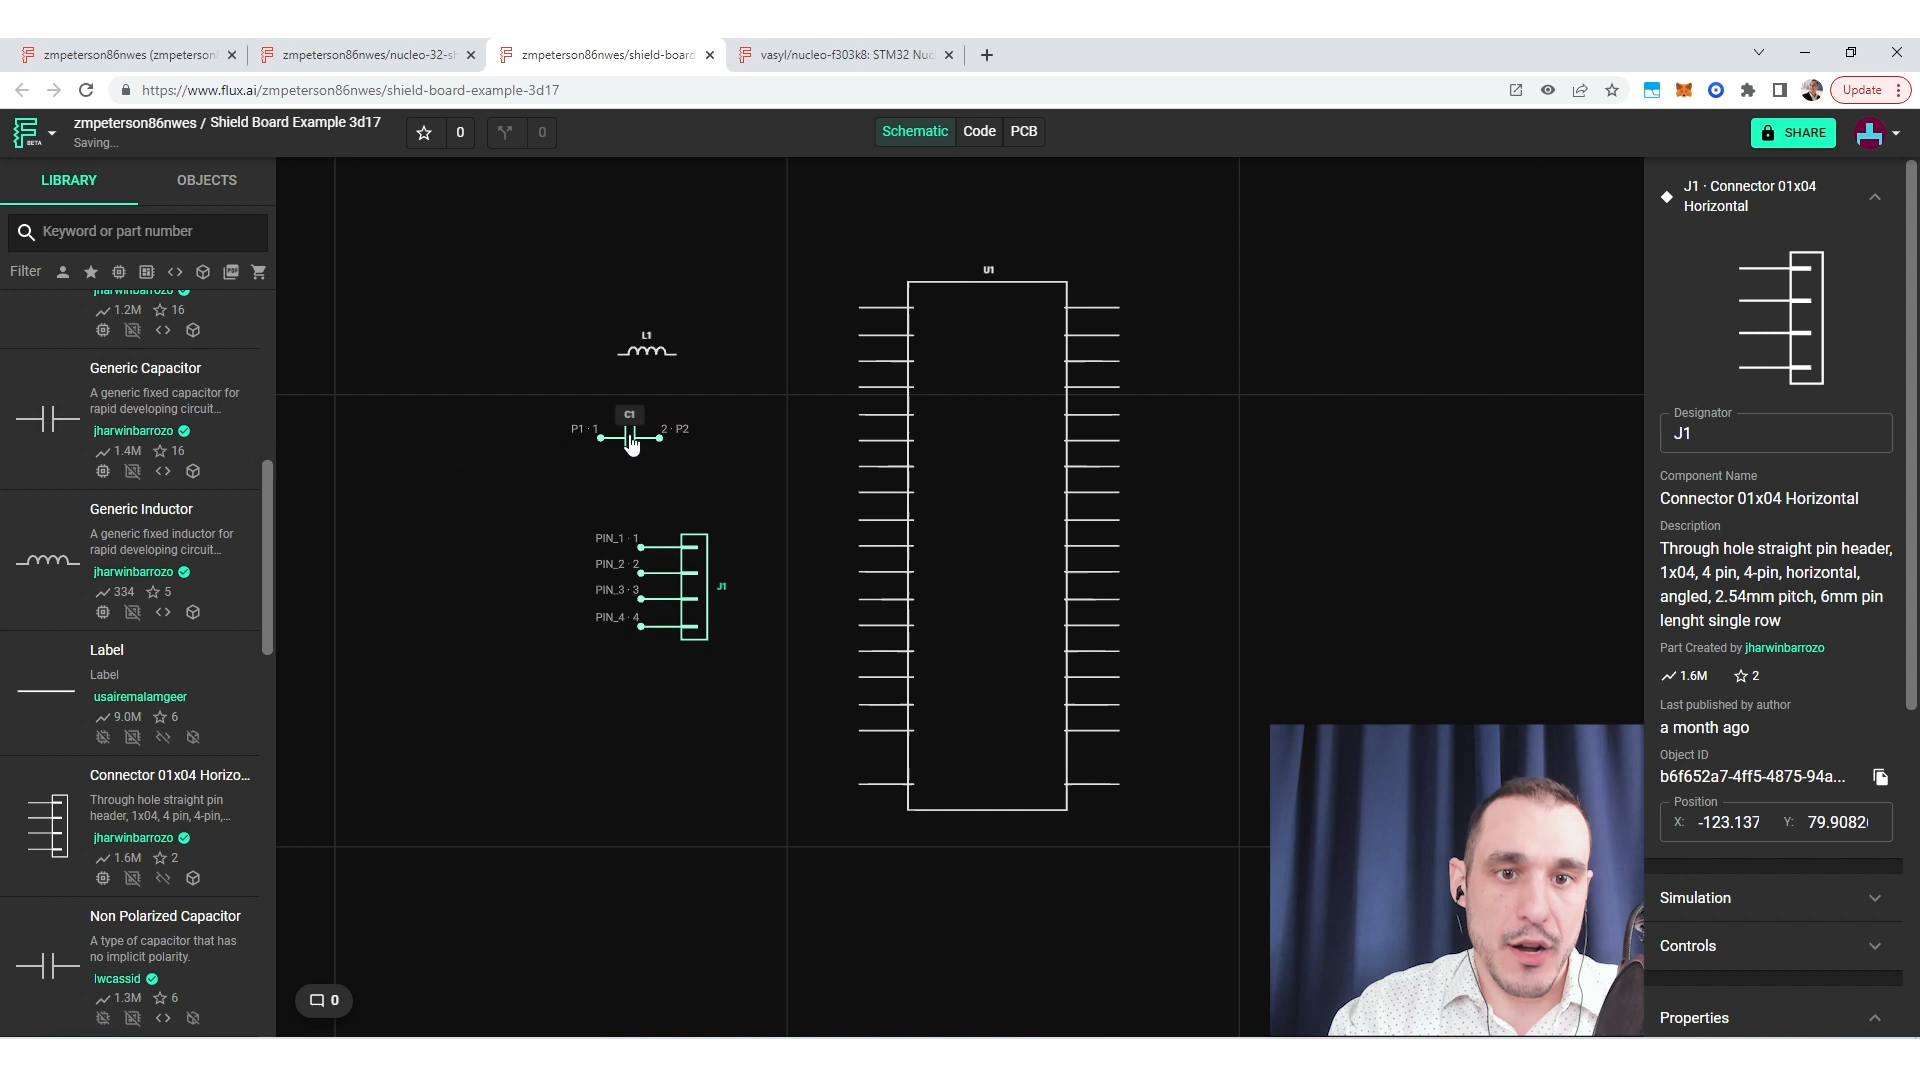 zmpeterson86nwes (zmpeterson
zmpeterson86nwes/nucleo-32-sh
zmpeterson86nwes/shield-board
vasyl/nucleo-f303k8: STM32 Nucl
https://www.flux.ai/zmpeterson86nwes/shield-board-example-3d17
Update
BETA
zmpeterson86nwes / Shield Board Example 3d17
Saving...
0
0
Schematic
Code
PCB
SHARE
LIBRARY
OBJECTS
Keyword or part number
Filter
PDF
jharwinbarrozo
1.2M
16
Generic Capacitor
A generic fixed capacitor for
rapid developing circuit...
jharwinbarrozo
1.4M
16
Generic Inductor
A generic fixed inductor for
rapid developing circuit...
jharwinbarrozo
334
5
Label
Label
usairemalamgeer
9.0M
6
Connector 01x04 Horizo...
Through hole straight pin
header, 1x04, 4 pin, 4-pin,...
jharwinbarrozo
1.6M
2
Non Polarized Capacitor
A type of capacitor that has
no implicit polarity.
lwcassid
1.3M
6
L1
C1
P1 · 1
2 · P2
PIN_1 · 1
PIN_2 · 2
PIN_3 · 3
PIN_4 · 4
J1
U1
0
J1 · Connector 01x04
Horizontal
Designator
J1
Component Name
Connector 01x04 Horizontal
Description
Through hole straight pin header,
1x04, 4 pin, 4-pin, horizontal,
angled, 2.54mm pitch, 6mm pin
lenght single row
Part Created by jharwinbarrozo
1.6M
2
Last published by author
a month ago
Object ID
b6f652a7-4ff5-4875-94a...
Position
X: -123.137
Y: 79.9082
Simulation
Controls
Properties